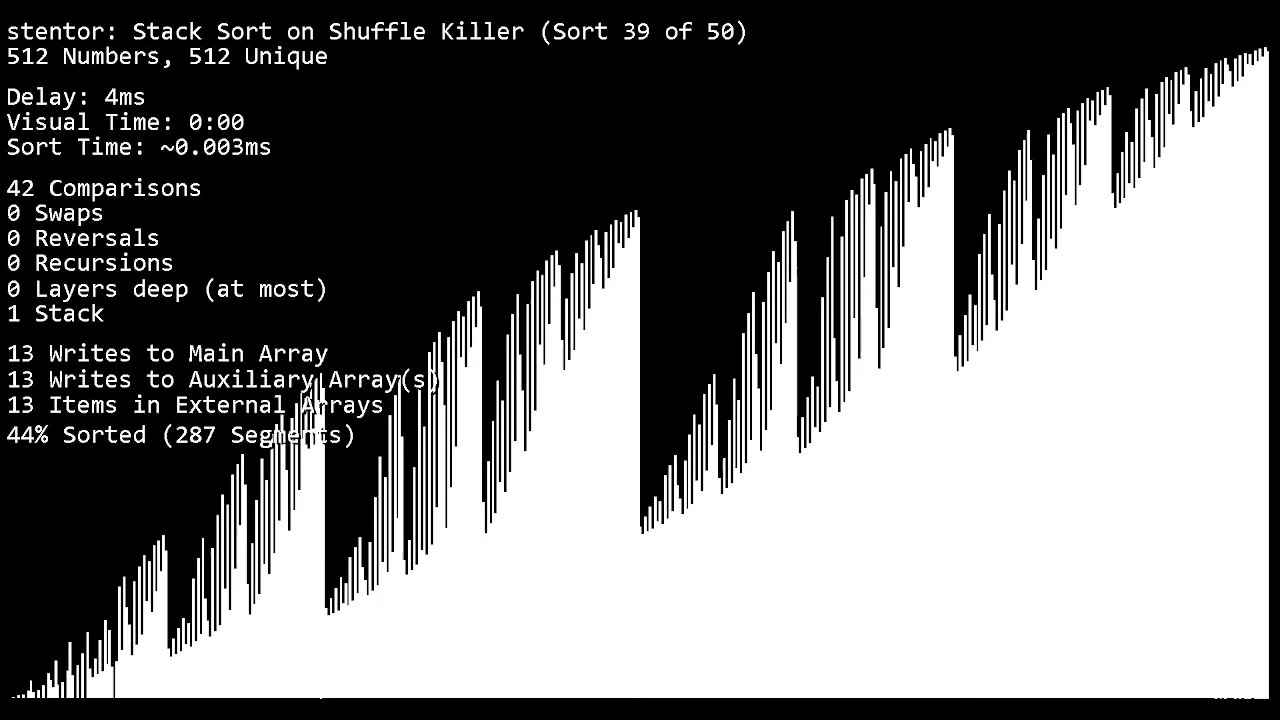 stentor: Stack Sort on Shuffle Killer (Sort 39 of 50)
512 Numbers, 512 Unique
Delay: 4ms
Visual Time: 0:00
Sort Time: ~0.003ms
42 Comparisons
0 Swaps
0 Reversals
0 Recursions
0 Layers deep (at most)
1 Stack
13 Writes to Main Array
13 Writes to Auxiliary Array(s)
13 Items in External Arrays
44% Sorted (287 Segments)